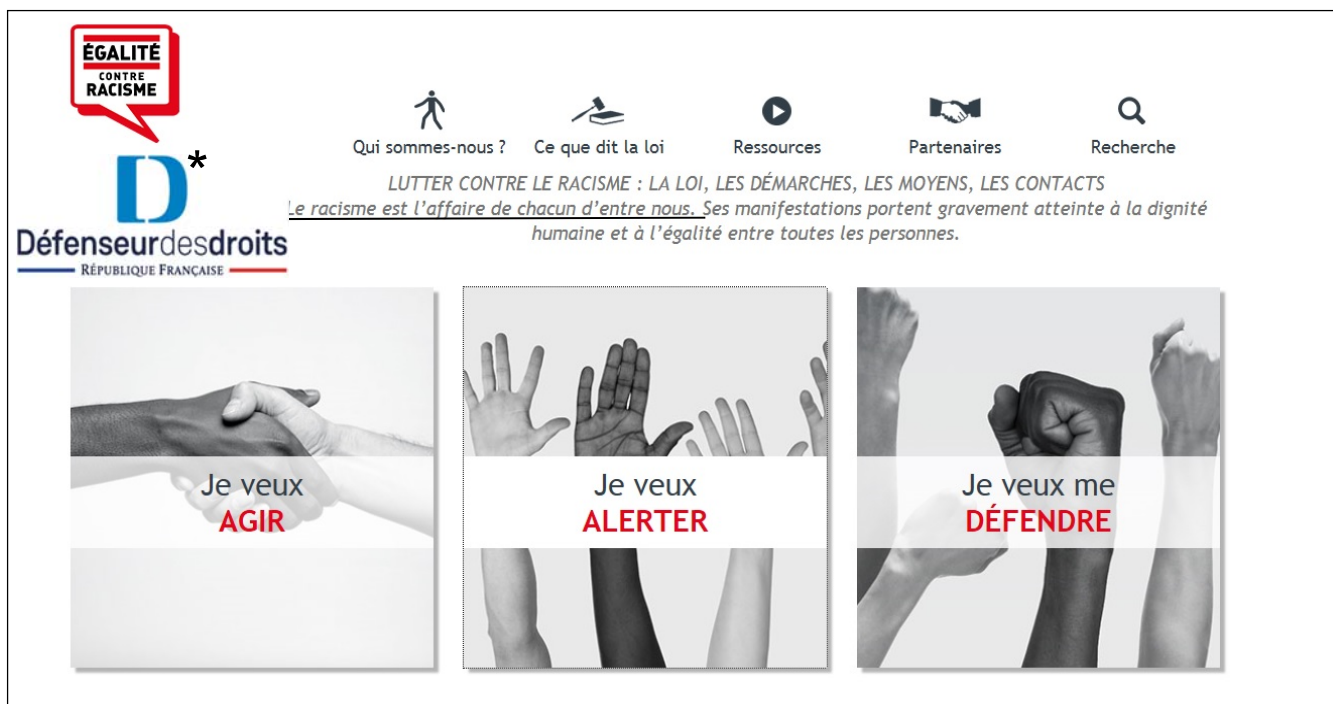 ÉGALITÉ
CONTRE
RACISME
D*
Défenseurdesdroits
RÉPUBLIQUE FRANÇAISE
Qui sommes-nous ? Ce que dit la loi Ressources Partenaires Recherche
LUTTER CONTRE LE RACISME : LA LOI, LES DÉMARCHES, LES MOYENS, LES CONTACTS
Le racisme est l'affaire de chacun d'entre nous. Ses manifestations portent gravement atteinte à la dignité
humaine et à l'égalité entre toutes les personnes.
Je veux
AGIR
Je veux
ALERTER
Je veux me
DÉFENDRE